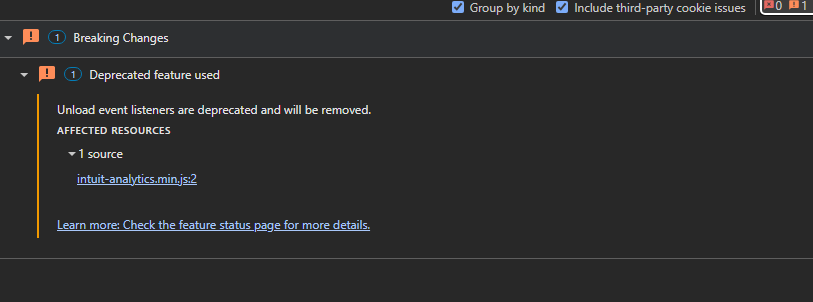 Group by kind Include third-party cookie issues 0 1
1 Breaking Changes
1 Deprecated feature used
Unload event listeners are deprecated and will be removed.
AFFECTED RESOURCES
1 source
intuit-analytics.min.js:2
Learn more: Check the feature status page for more details.